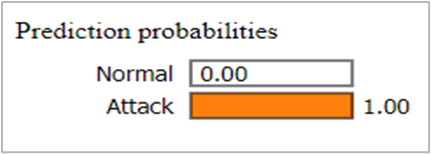 Prediction probabilities
Normal 0.00
Attack 1.00